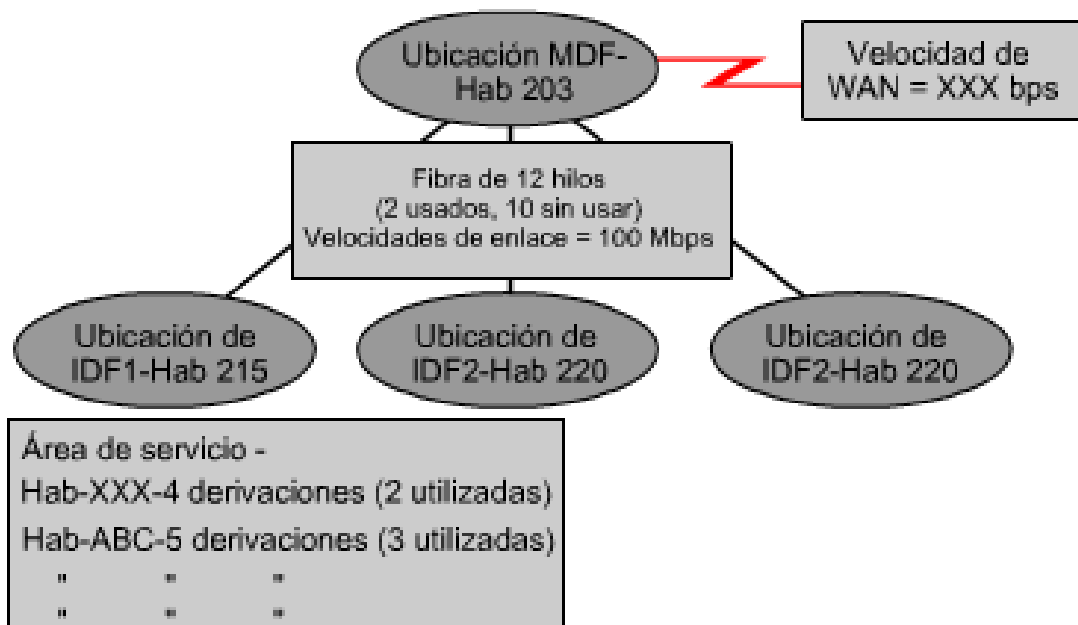 Ubicación MDF-
Hab 203
Velocidad de
WAN = XXX bps
Fibra de 12 hilos
(2 usados, 10 sin usar)
Velocidades de enlace = 100 Mbps
Ubicación de
IDF1-Hab 215
Ubicación de
IDF2-Hab 220
Ubicación de
IDF2-Hab 220
Área de servicio -
Hab-XXX-4 derivaciones (2 utilizadas)
Hab-ABC-5 derivaciones (3 utilizadas)
" " "
" " "